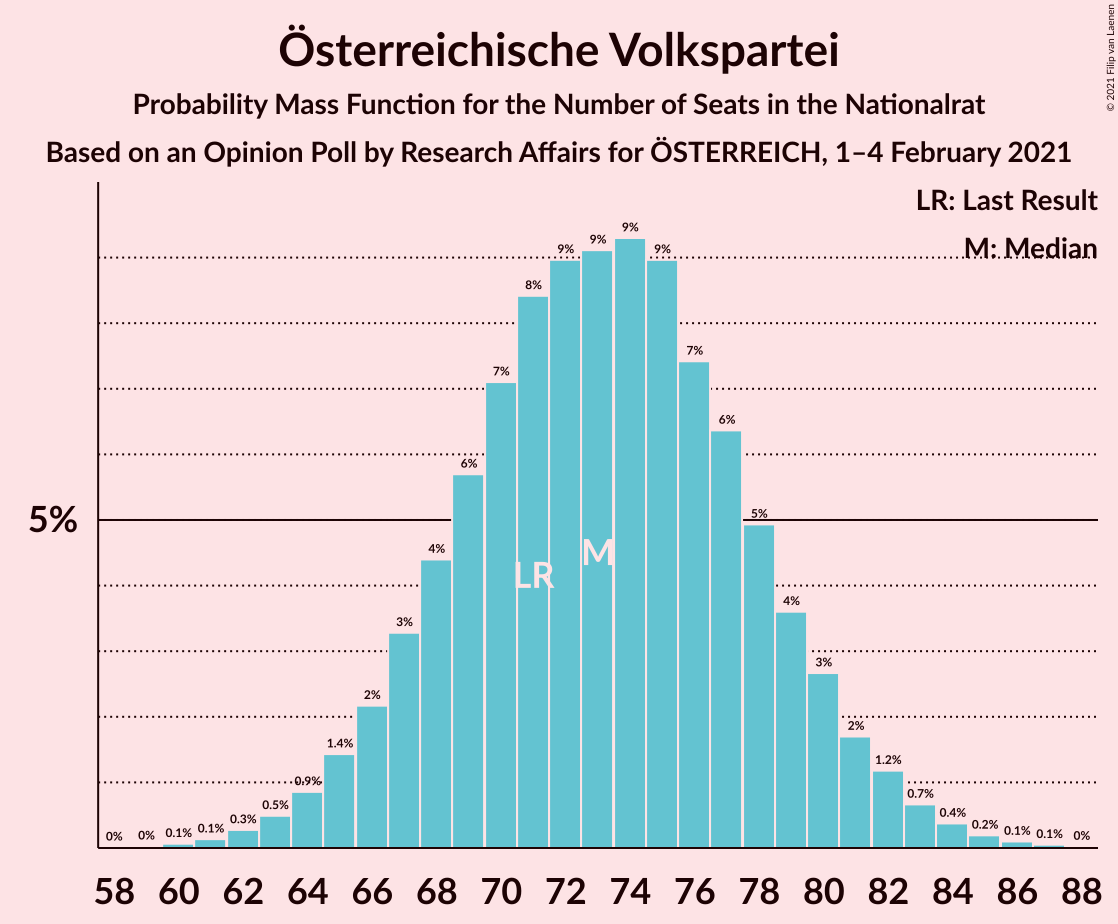 Österreichische Volkspartei
Probability Mass Function for the Number of Seats in the Nationalrat
Based on an Opinion Poll by Research Affairs for ÖSTERREICH, 1–4 February 2021
© 2021 Filip van Laenen
LR: Last Result
M: Median
5%
0% 0% 0.1% 0.1% 0.3% 0.5% 0.9% 1.4% 2% 3% 4% 6% 7% 8% 9% 9% 9% 9% 7% 6% 5% 4% 3% 2% 1.2% 0.7% 0.4% 0.2% 0.1% 0.1% 0%
LR M
58 60 62 64 66 68 70 72 74 76 78 80 82 84 86 88